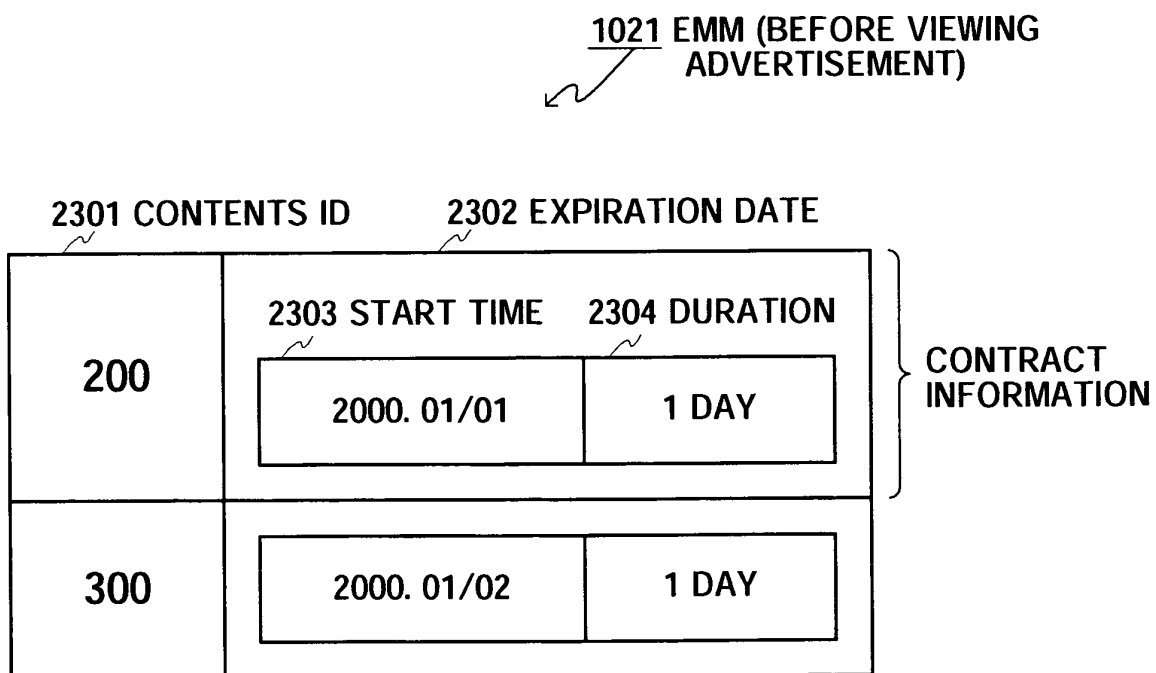 1021 EMM (BEFORE VIEWING
ADVERTISEMENT)
2301 CONTENTS ID
2302 EXPIRATION DATE
2303 START TIME
2304 DURATION
200
2000. 01/01
1 DAY
CONTRACT
INFORMATION
300
2000. 01/02
1 DAY